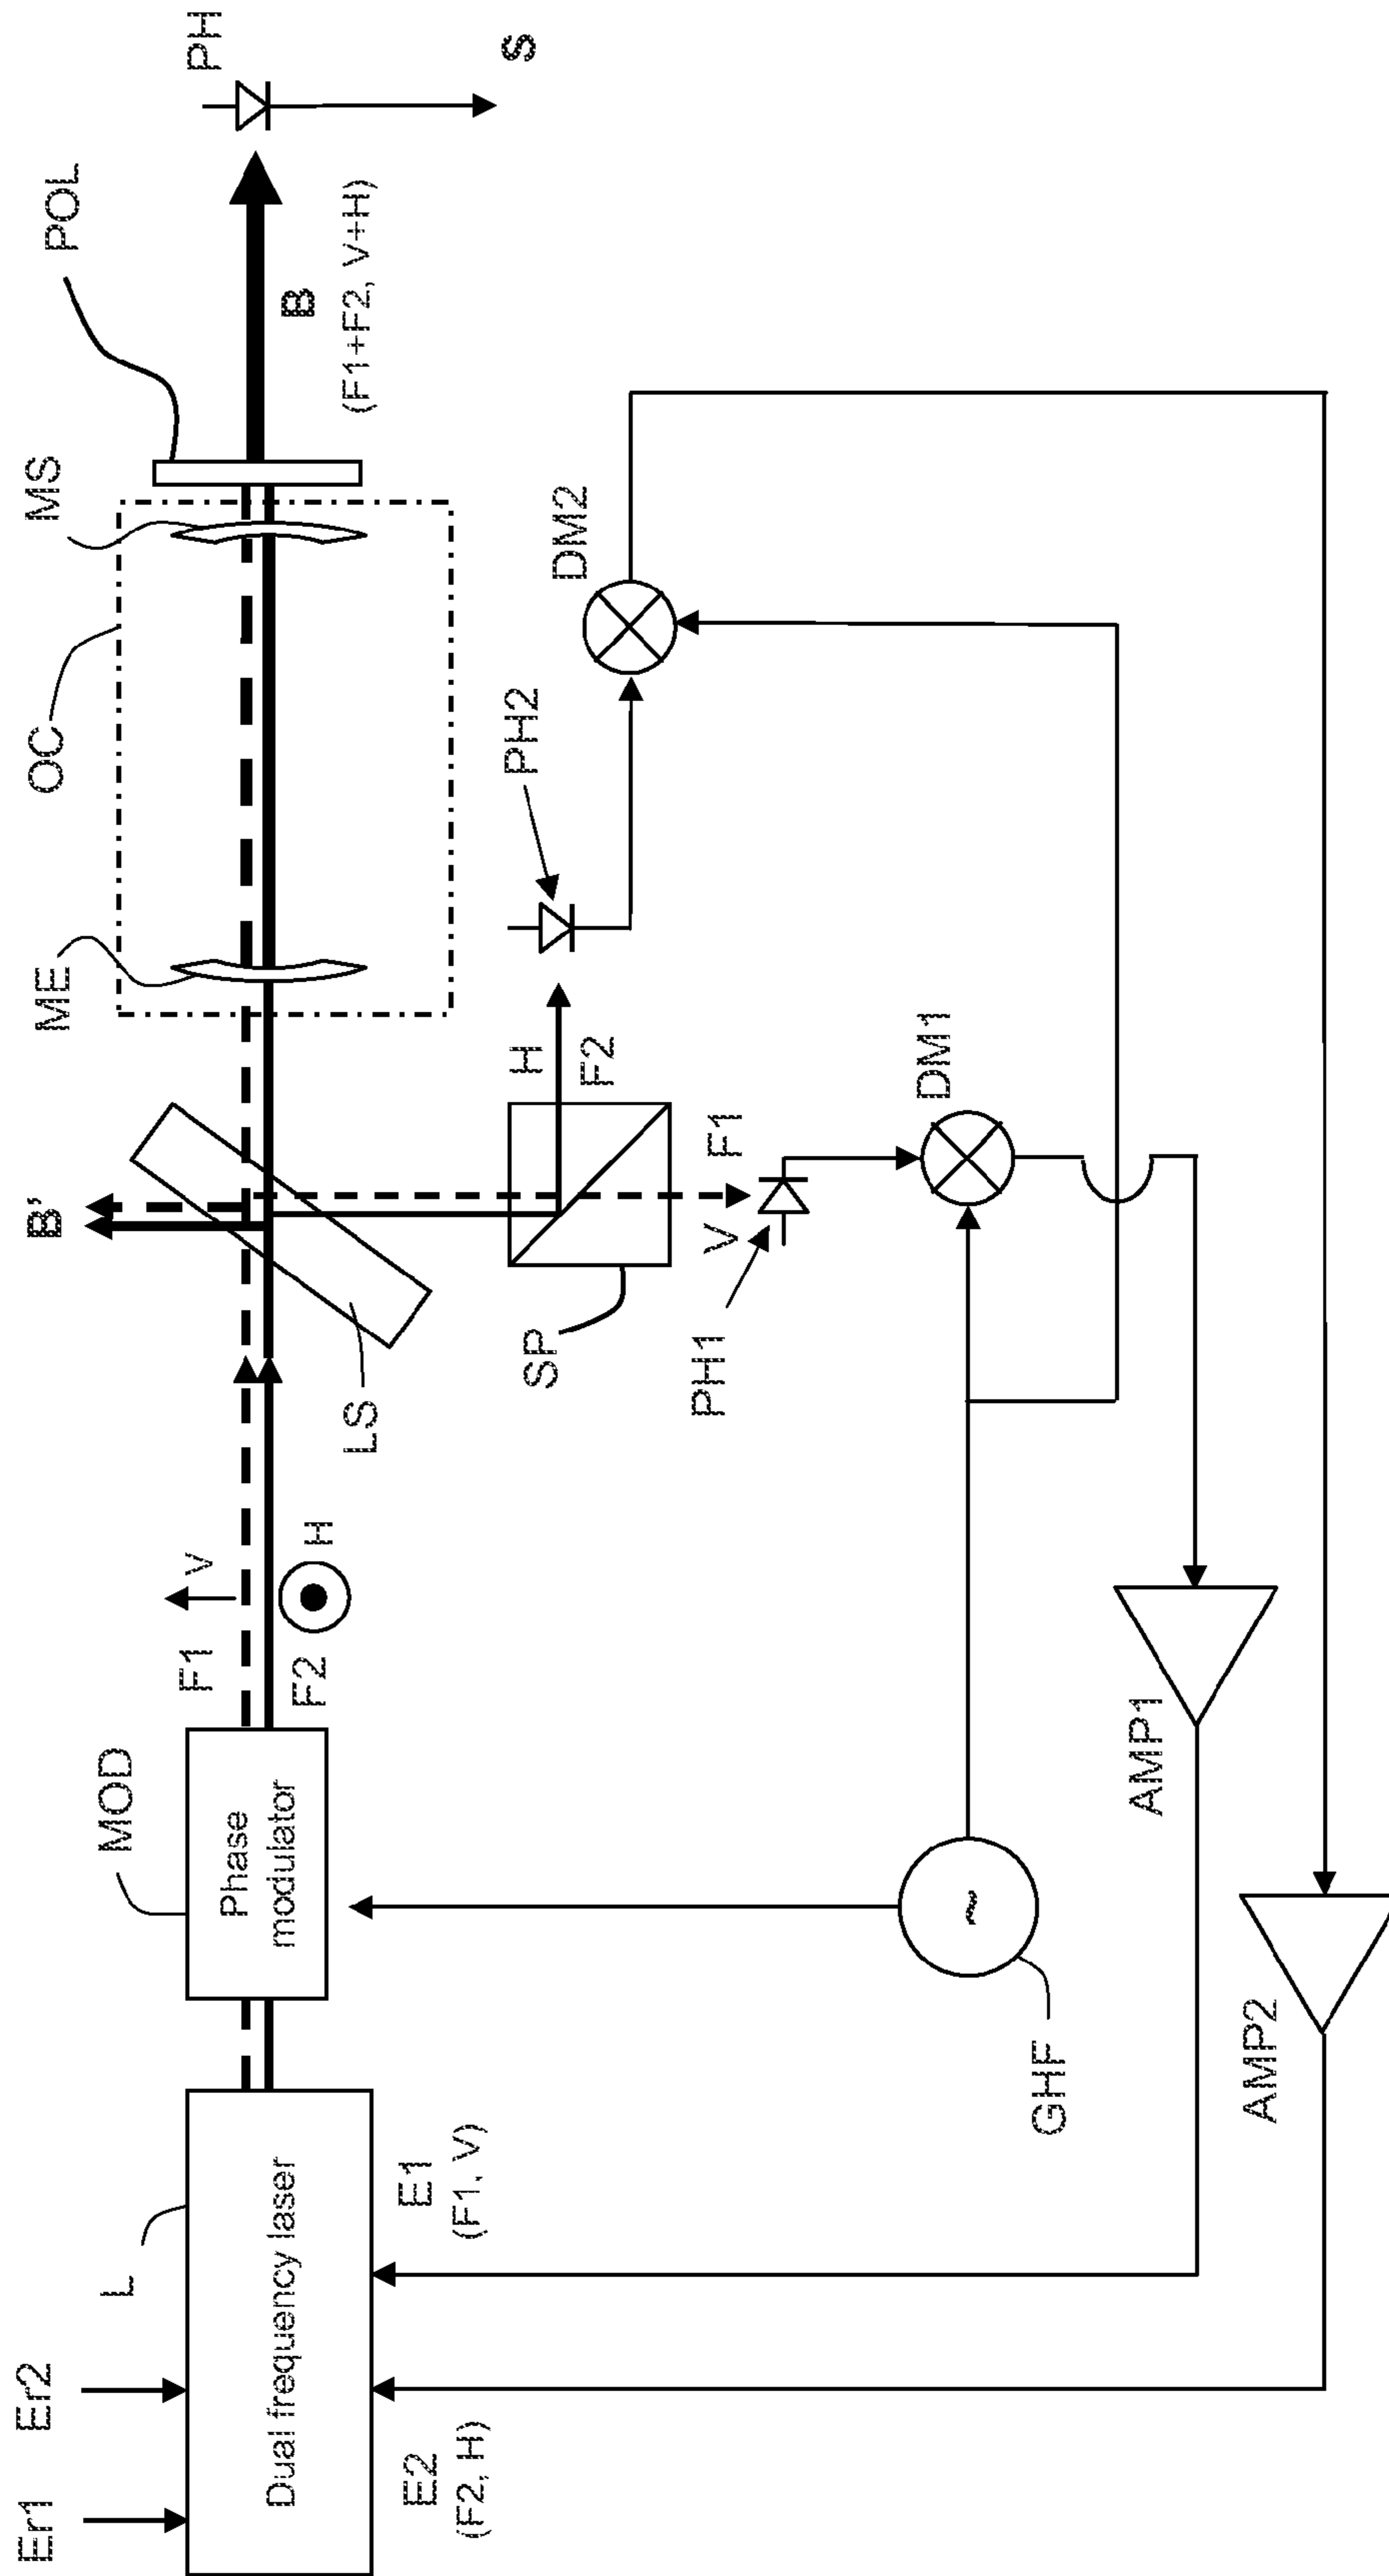 Er1
Er2
L
Dual frequency laser
E2
(F2, H)
E1
(F1, V)
MOD
Phase
modulator
F1
V
F2
H
LS
B'
ME
OC
MS
POL
B
(F1+F2, V+H)
PH
S
SP
H
F2
V
F1
PH1
PH2
DM1
DM2
GHF
~
AMP1
AMP2